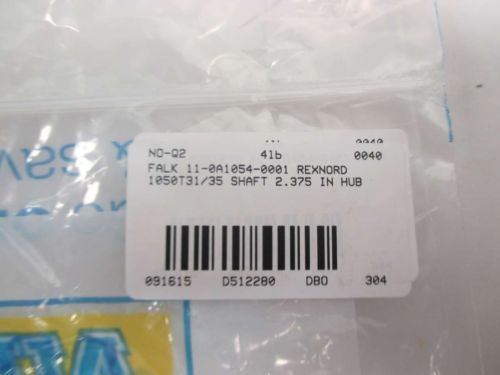 0040
NO-Q2 41b 0040
FALK 11-0A1054-0001 REXNORD
1050T31/35 SHAFT 2.375 IN HUB
091615 D512280 DBO 304